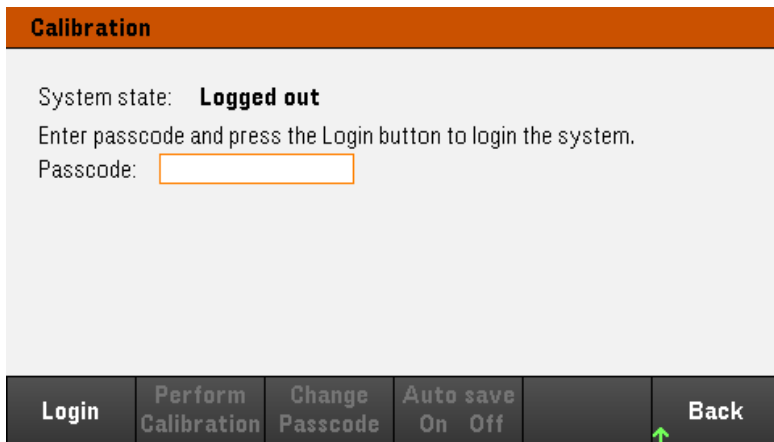 Calibration
System state: Logged out
Enter passcode and press the Login button to login the system.
Passcode:
Login
Perform
Calibration
Change
Passcode
Auto save
On Off
Back